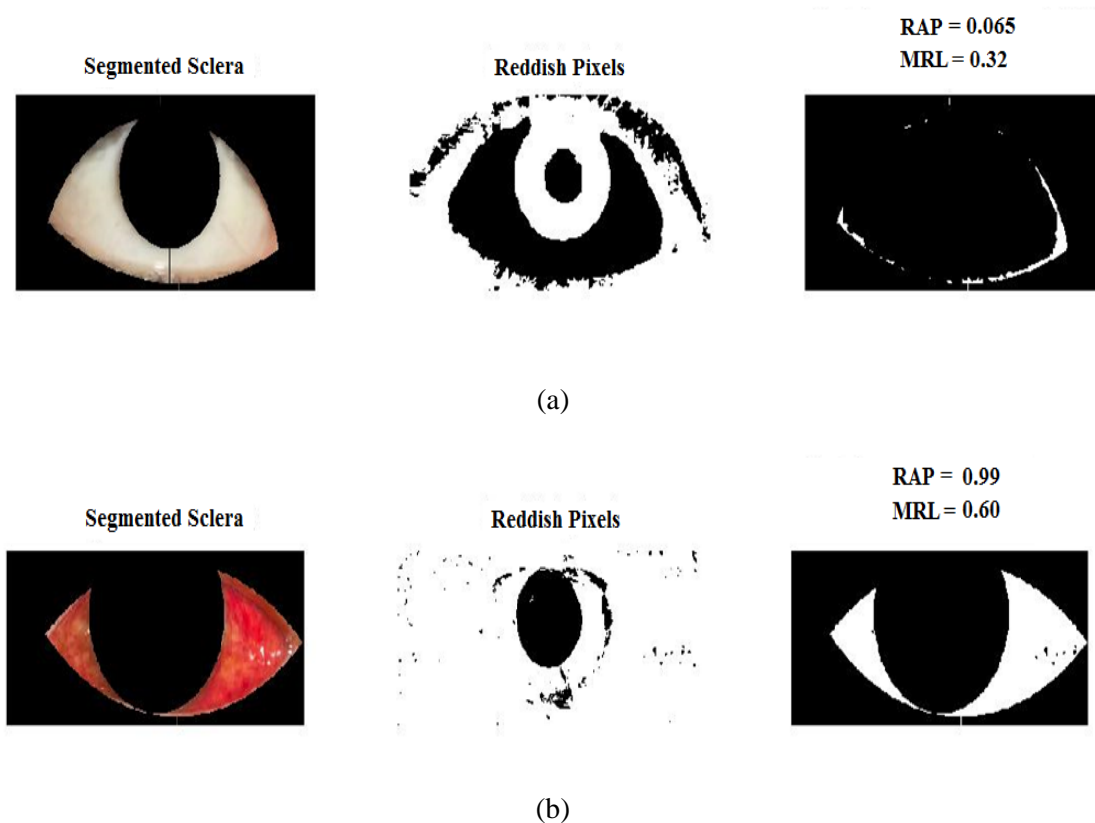 Segmented Sclera
Reddish Pixels
RAP = 0.065
MRL = 0.32
(a)
Segmented Sclera
Reddish Pixels
RAP = 0.99
MRL = 0.60
(b)